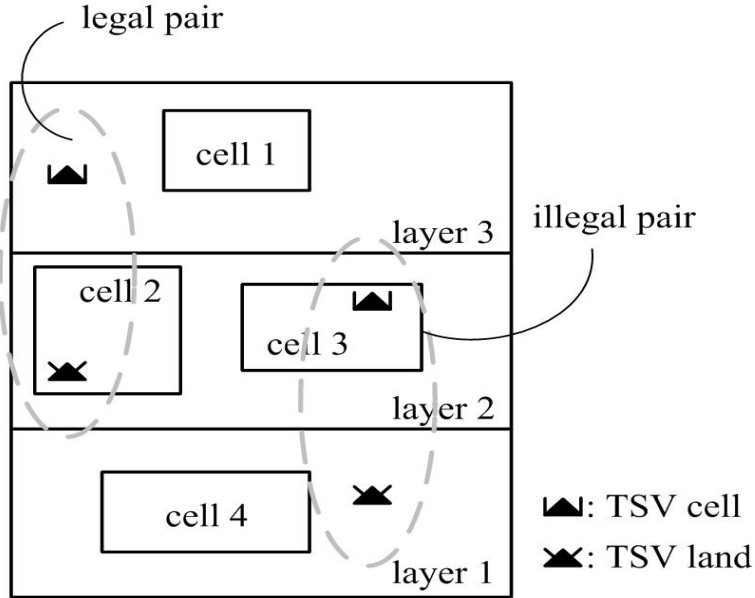 legal pair
cell 1
layer 3
illegal pair
cell 2
cell 3
layer 2
cell 4
layer 1
: TSV cell
: TSV land